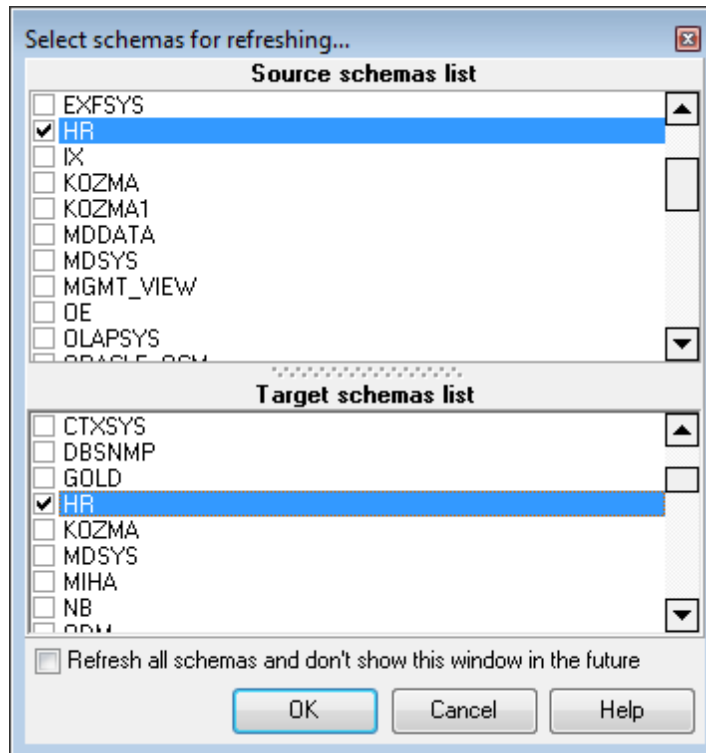 Select schemas for refreshing...
Source schemas list
EXFSYS
HR
IX
KOZMA
KOZMA1
MDDATA
MDSYS
MGMT_VIEW
OE
OLAPSYS
Target schemas list
CTXSYS
DBSNMP
GOLD
HR
KOZMA
MDSYS
MIHA
NB
Refresh all schemas and don't show this window in the future
OK Cancel Help